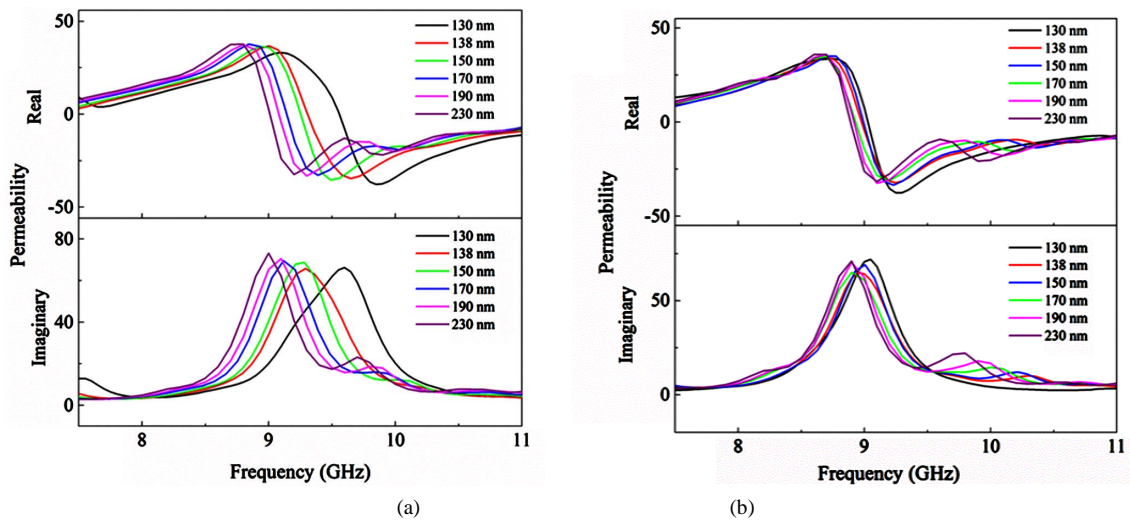 50
0
-50
Real
130 nm
138 nm
150 nm
170 nm
190 nm
230 nm
Permeability
80
40
0
Imaginary
130 nm
138 nm
150 nm
170 nm
190 nm
230 nm
8 9 10 11
Frequency (GHz)
(a)
50
0
-50
Real
130 nm
138 nm
150 nm
170 nm
190 nm
230 nm
Permeability
50
0
Imaginary
130 nm
138 nm
150 nm
170 nm
190 nm
230 nm
8 9 10 11
Frequency (GHz)
(b)